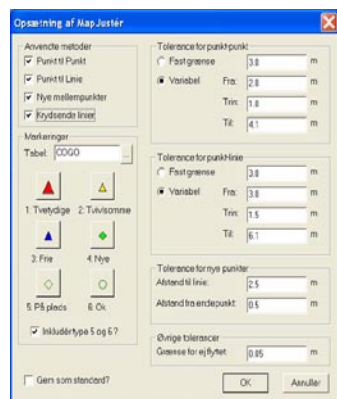 Opsætning af MapJustér
Anvendte metoder
Punkt til Punkt
Punkt til Linie
Nye mellempunkter
Krydsende linier
Markeringer
Tabel: COGO ...
1: Tvetydige 2: Tvivlsomme
3: Frie 4: Nye
5: På plads 6: Ok
Inkludér type 5 og 6?
Gem som standard?
Tolerance for punkt-punkt
Fast grænse 3.0 m
Variabel Fra: 2.0 m
Trin: 1.0 m
Til: 4.1 m
Tolerance for punkt-linie
Fast grænse 3.0 m
Variabel Fra: 3.0 m
Trin: 1.5 m
Til: 6.1 m
Tolerance for nye punkter
Afstand til linie: 2.5 m
Afstand fra endepunkt: 0.5 m
Øvrige tolerancer
Grænse for ej flyttet: 0.05 m
OK Annuller